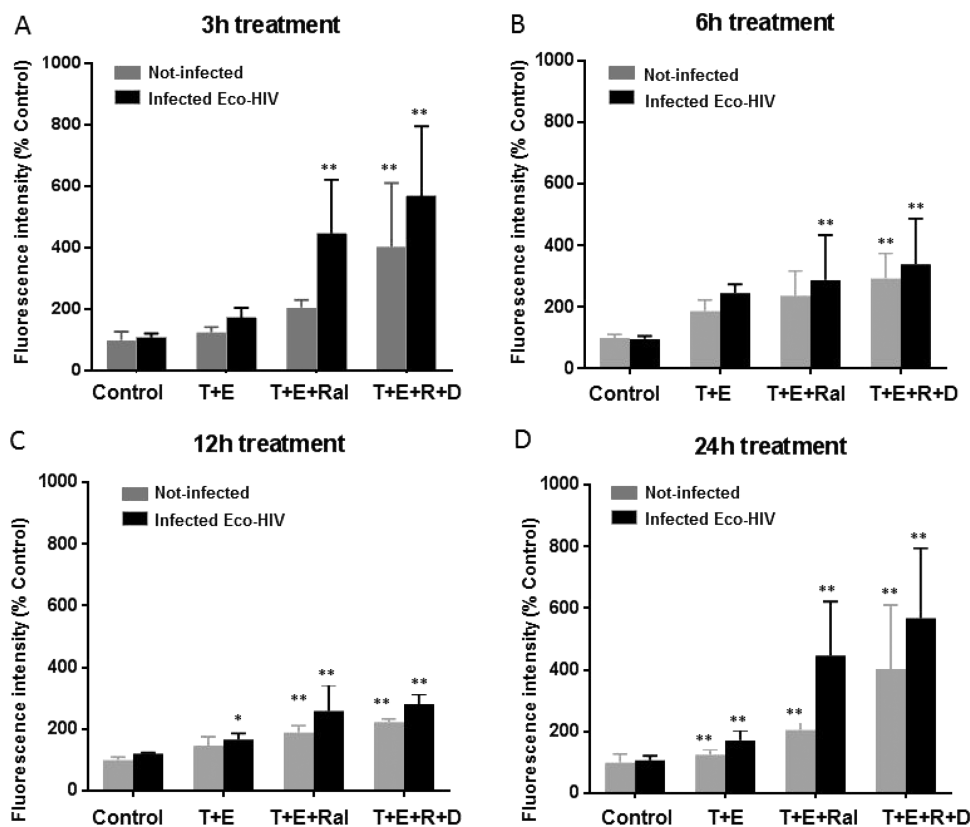 A
3h treatment
Fluorescence intensity (% Control)
1000
800
600
400
200
0
Not-infected
Infected Eco-HIV
**
**
**
Control
T+E
T+E+Ral
T+E+R+D
B
6h treatment
Fluorescence intensity (% Control)
1000
800
600
400
200
0
Not-infected
Infected Eco-HIV
**
**
**
Control
T+E
T+E+Ral
T+E+R+D
C
12h treatment
Fluorescence intensity (% Control)
1000
800
600
400
200
0
Not-infected
Infected Eco-HIV
*
**
**
**
**
Control
T+E
T+E+Ral
T+E+R+D
D
24h treatment
Fluorescence intensity (% Control)
1000
800
600
400
200
0
Not-infected
Infected Eco-HIV
**
**
**
**
**
**
Control
T+E
T+E+Ral
T+E+R+D